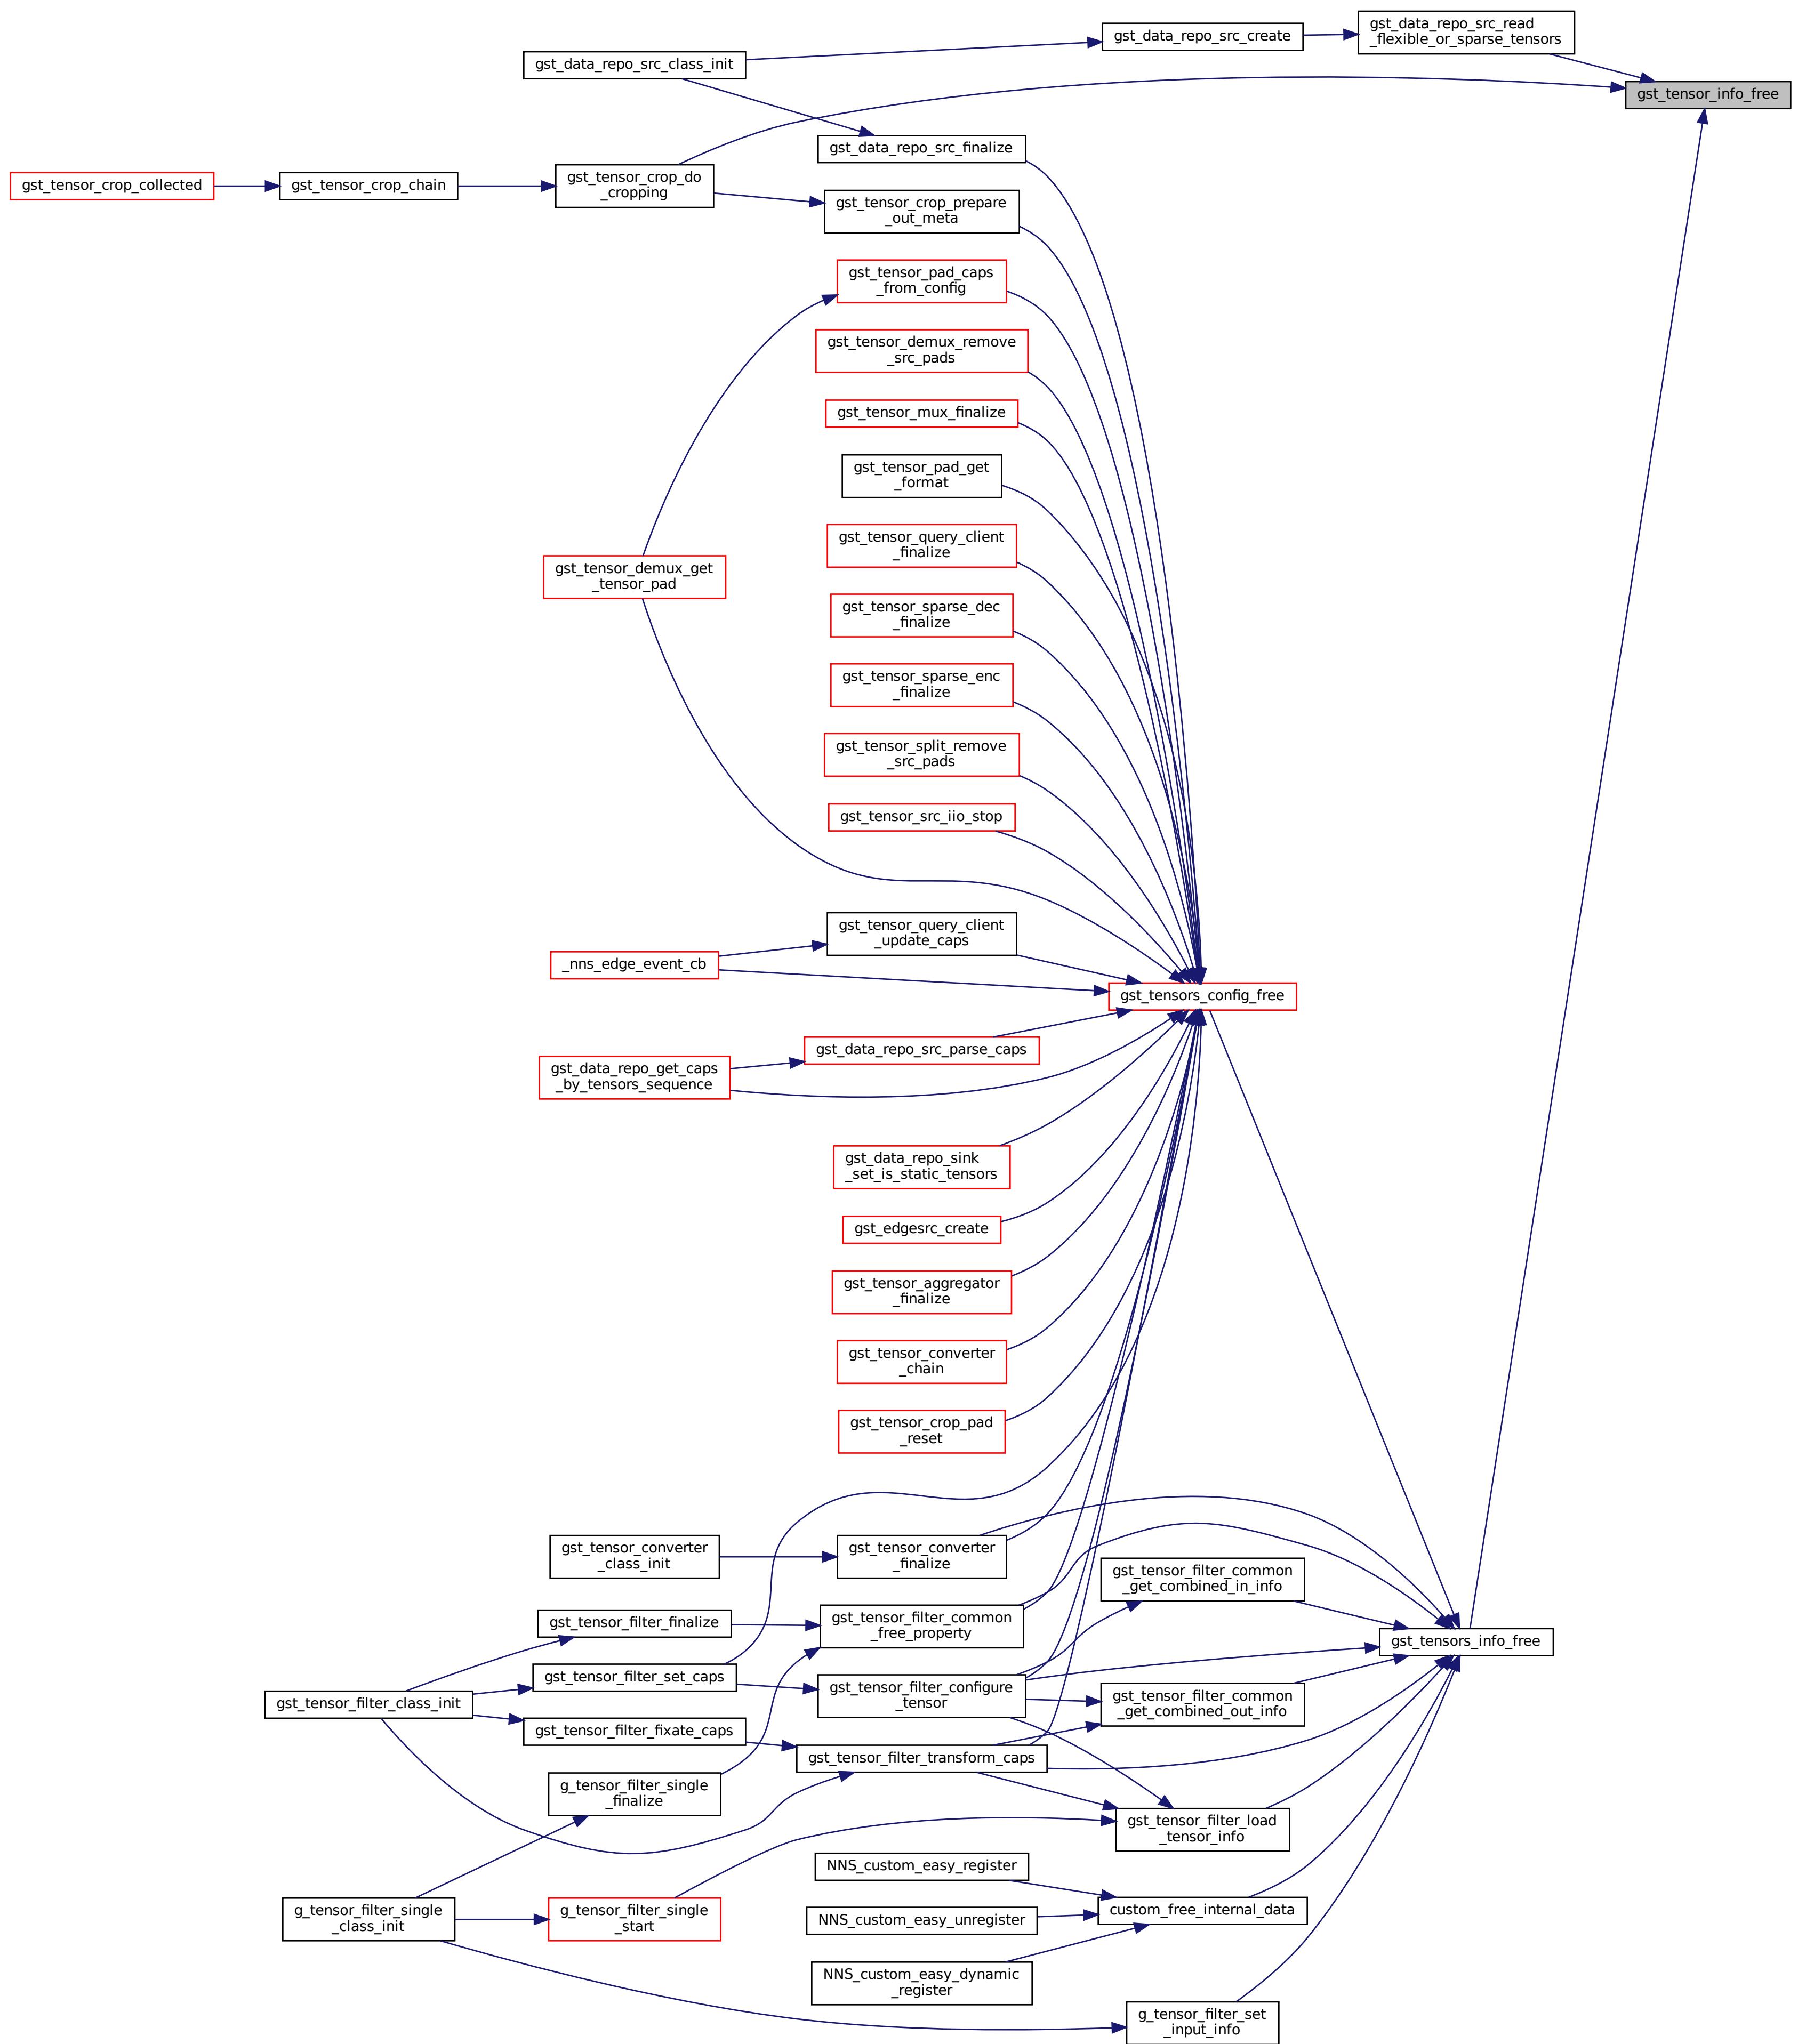 gst_data_repo_src_read
_flexible_or_sparse_tensors
gst_data_repo_src_create
gst_data_repo_src_class_init
gst_tensor_info_free
gst_data_repo_src_finalize
gst_tensor_crop_collected
gst_tensor_crop_chain
gst_tensor_crop_do
_cropping
gst_tensor_crop_prepare
_out_meta
gst_tensor_pad_caps
_from_config
gst_tensor_demux_remove
_src_pads
gst_tensor_mux_finalize
gst_tensor_pad_get
_format
gst_tensor_query_client
_finalize
gst_tensor_demux_get
_tensor_pad
gst_tensor_sparse_dec
_finalize
gst_tensor_sparse_enc
_finalize
gst_tensor_split_remove
_src_pads
gst_tensor_src_iio_stop
gst_tensor_query_client
_update_caps
_nns_edge_event_cb
gst_tensors_config_free
gst_data_repo_src_parse_caps
gst_data_repo_get_caps
_by_tensors_sequence
gst_data_repo_sink
_set_is_static_tensors
gst_edgesrc_create
gst_tensor_aggregator
_finalize
gst_tensor_converter
_chain
gst_tensor_crop_pad
_reset
gst_tensor_converter
_class_init
gst_tensor_converter
_finalize
gst_tensor_filter_common
_get_combined_in_info
gst_tensor_filter_finalize
gst_tensor_filter_common
_free_property
gst_tensors_info_free
gst_tensor_filter_set_caps
gst_tensor_filter_class_init
gst_tensor_filter_configure
_tensor
gst_tensor_filter_common
_get_combined_out_info
gst_tensor_filter_fixate_caps
gst_tensor_filter_transform_caps
g_tensor_filter_single
_finalize
gst_tensor_filter_load
_tensor_info
NNS_custom_easy_register
g_tensor_filter_single
_class_init
g_tensor_filter_single
_start
NNS_custom_easy_unregister
custom_free_internal_data
NNS_custom_easy_dynamic
_register
g_tensor_filter_set
_input_info